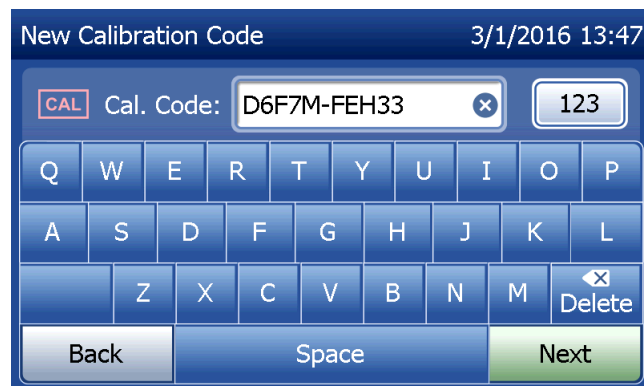 New Calibration Code 3/1/2016 13:47
CAL Cal. Code: D6F7M-FEH33 123
Q W E R T Y U I O P
A S D F G H J K L
Z X C V B N M Delete
Back Space Next